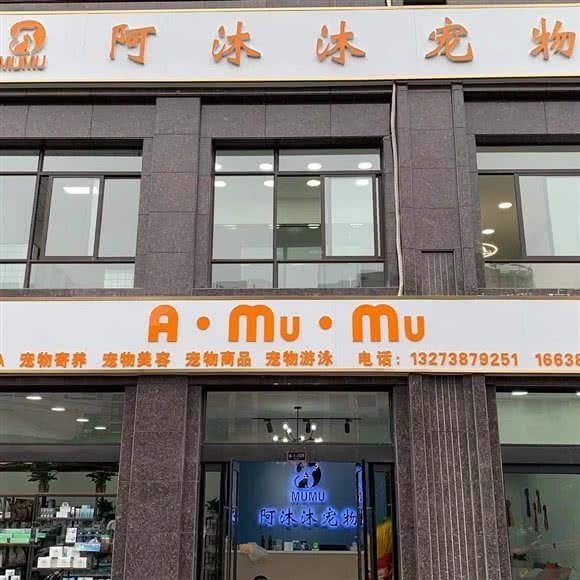 MUMU 阿沐沐宠物
A·Mu·Mu
A 宠物寄养 宠物美容 宠物商品 宠物游泳 电话：13273879251 16638
MUMU
阿沐沐宠物